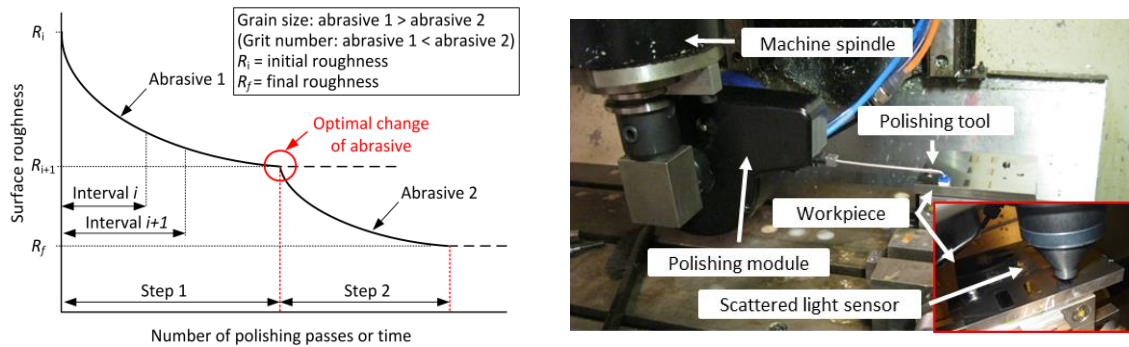 Grain size: abrasive 1 > abrasive 2
(Grit number: abrasive 1 < abrasive 2)
Ri = initial roughness
Rf = final roughness
Ri
Abrasive 1
Optimal change
of abrasive
Surface roughness
Ri+1
Interval i
Interval i+1
Abrasive 2
Rf
Step 1
Step 2
Number of polishing passes or time
Machine spindle
Polishing tool
Workpiece
Polishing module
Scattered light sensor